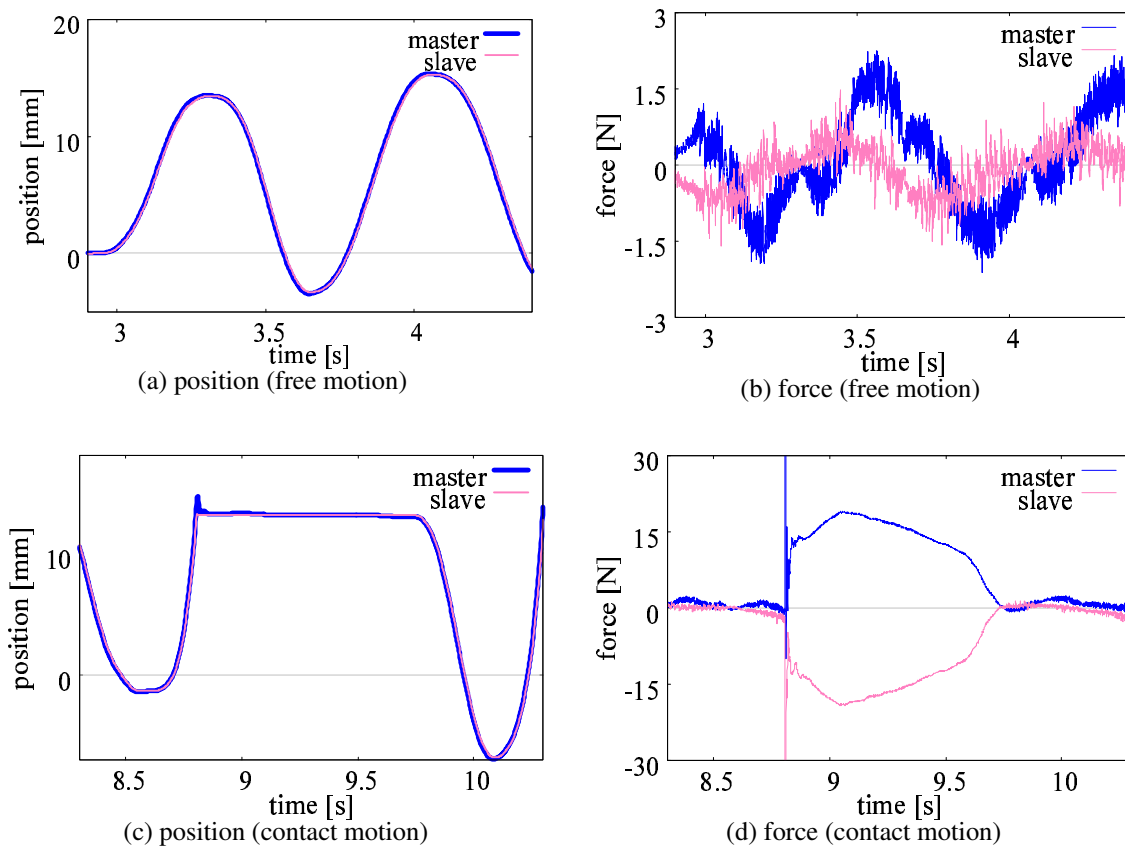 20
10
0
position [mm]
master
slave
3
3.5
4
time [s]
(a) position (free motion)
3
1.5
0
-1.5
-3
force [N]
master
slave
3
3.5
4
time [s]
(b) force (free motion)
10
0
position [mm]
master
slave
8.5
9
9.5
10
time [s]
(c) position (contact motion)
30
15
0
-15
-30
force [N]
master
slave
8.5
9
9.5
10
time [s]
(d) force (contact motion)